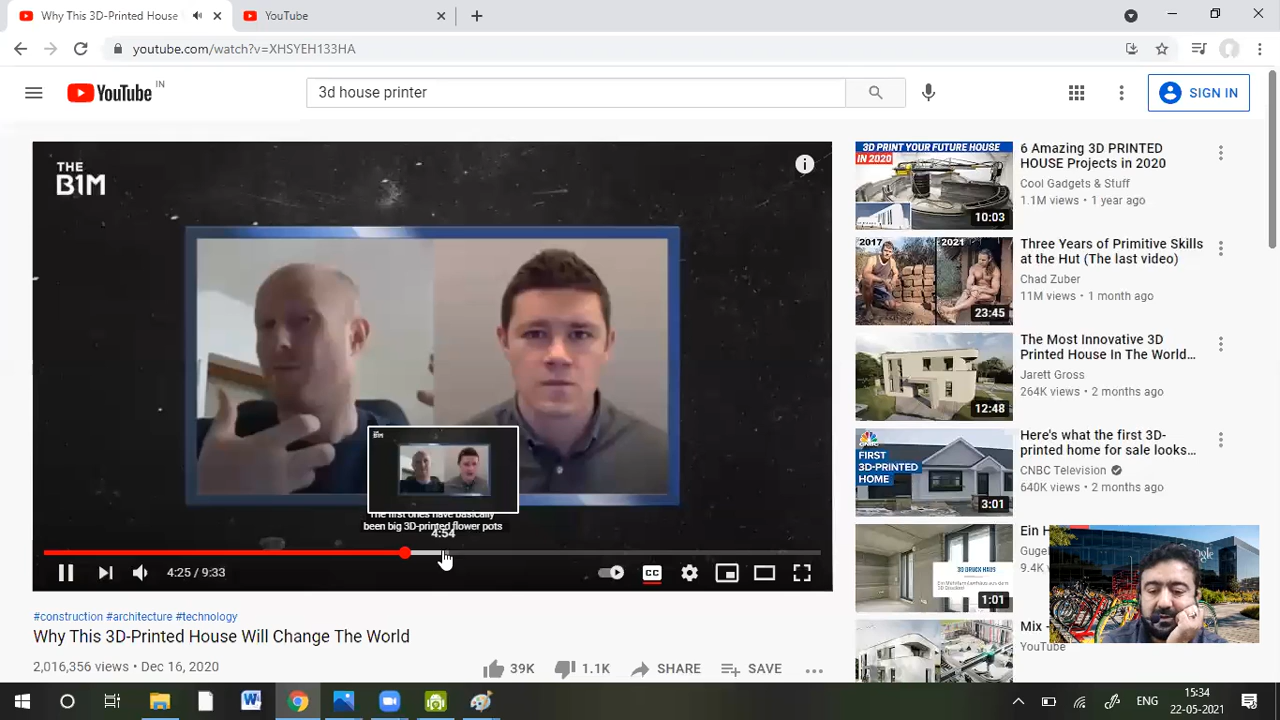 Why This 3D-Printed House
YouTube
youtube.com/watch?v=XHSYEH133HA
YouTube IN
3d house printer
SIGN IN
THE
B1M
The first ones have basically
been big 3D-printed flower pots
4:54
4:25 / 9:33
CC
#construction #architecture #technology
Why This 3D-Printed House Will Change The World
2,016,356 views • Dec 16, 2020
39K
1.1K
SHARE
SAVE
3D PRINT YOUR FUTURE HOUSE
IN 2020
10:03
6 Amazing 3D PRINTED
HOUSE Projects in 2020
Cool Gadgets & Stuff
1.1M views • 1 year ago
2017
2021
23:45
Three Years of Primitive Skills
at the Hut (The last video)
Chad Zuber
11M views • 1 month ago
12:48
The Most Innovative 3D
Printed House In The World...
Jarett Gross
264K views • 2 months ago
FIRST
3D-PRINTED
HOME
3:01
Here's what the first 3D-
printed home for sale looks...
CNBC Television
640K views • 2 months ago
3D DRUCK HAUS
1:01
Ein H
Guge
9.4K
Mix -
YouTube
ENG
15:34
22-05-2021